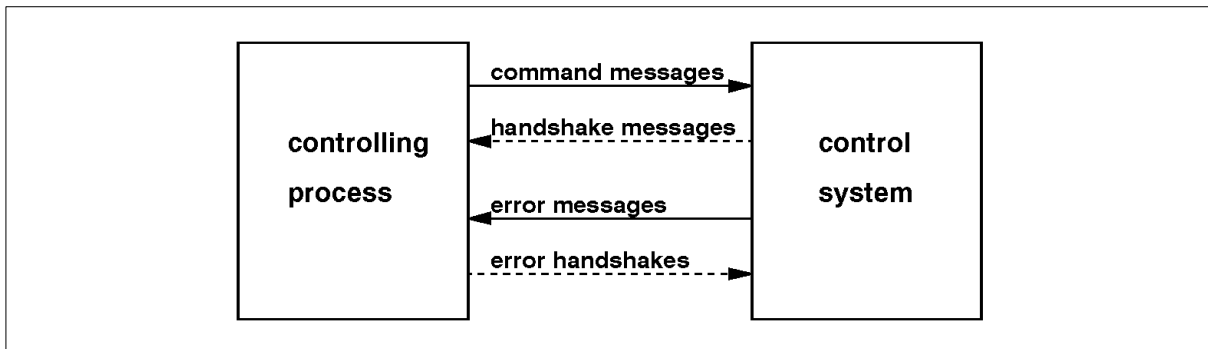 controlling
process
command messages
handshake messages
error messages
error handshakes
control
system